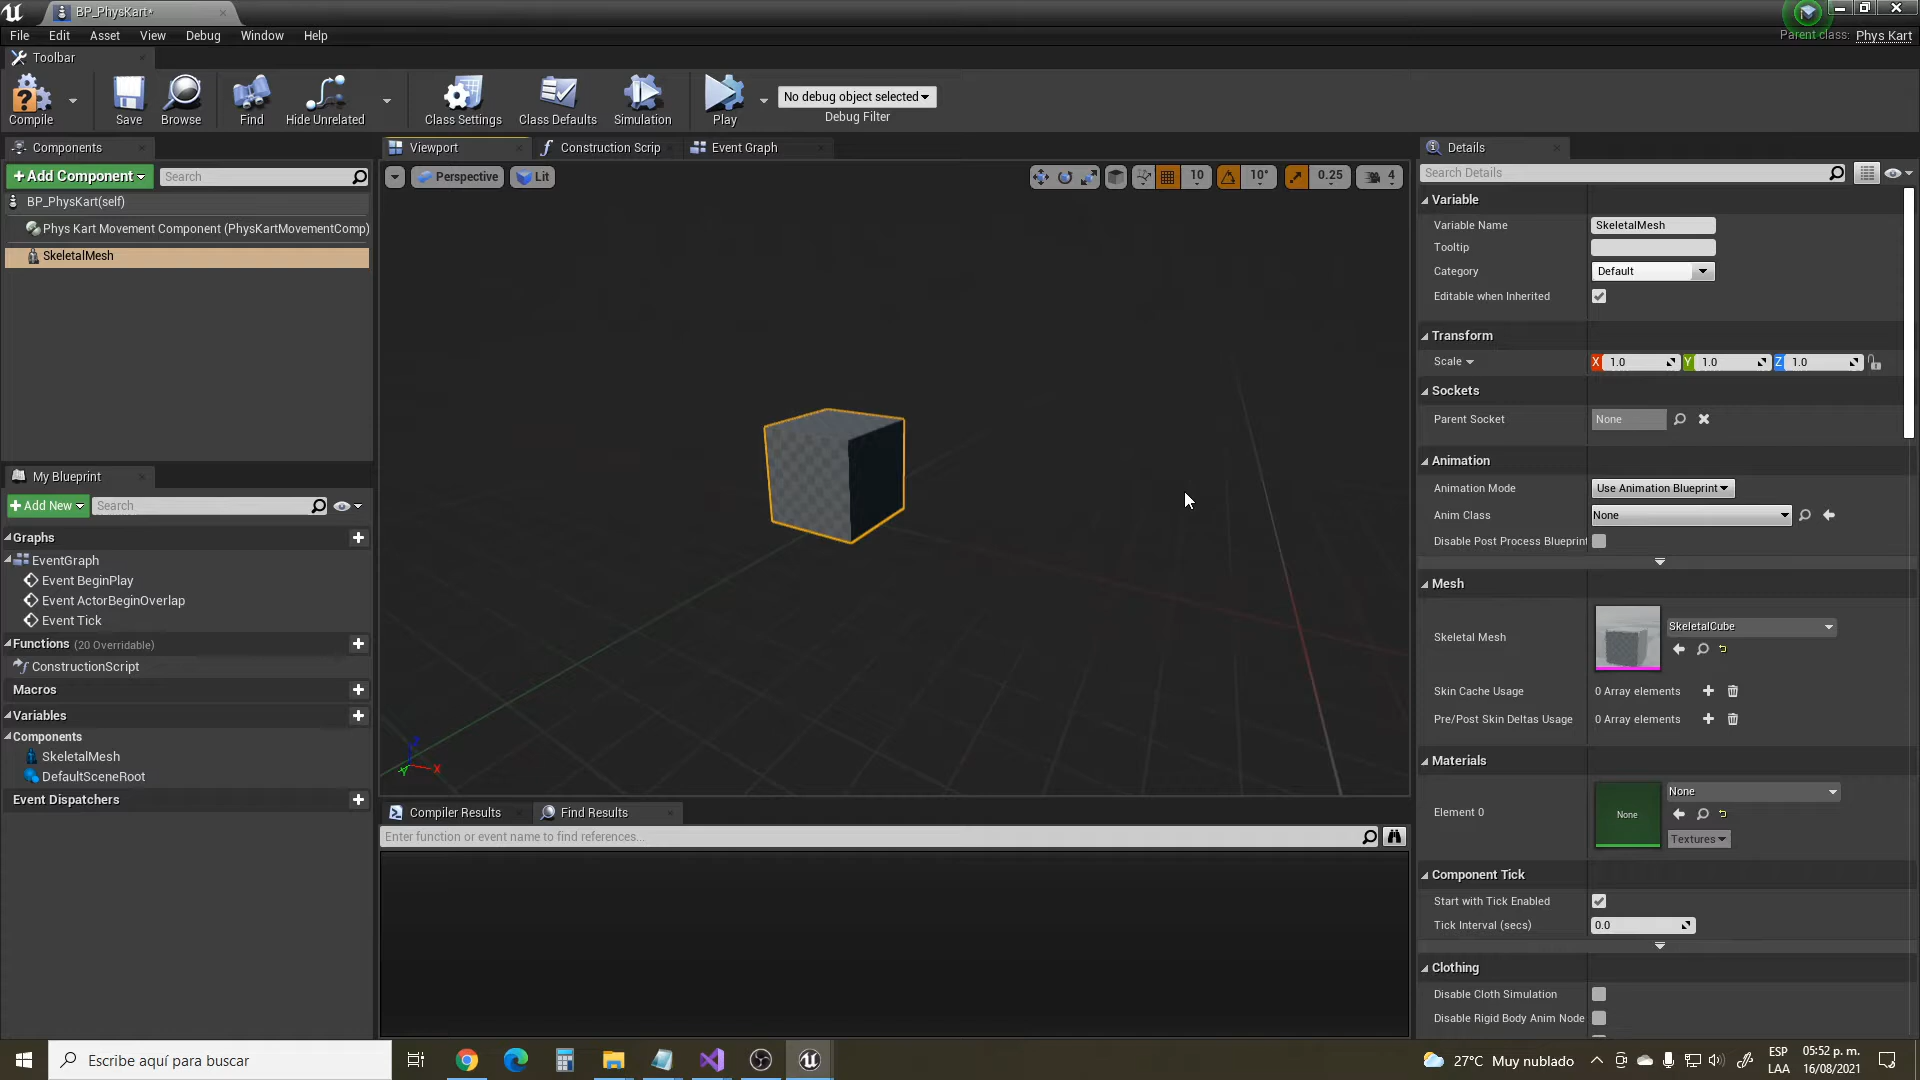 BP_PhysKart*
File Edit Asset View Debug Window Help
Parent class: Phys Kart
Toolbar
Compile Save Browse Find Hide Unrelated Class Settings Class Defaults Simulation Play
No debug object selected
Debug Filter
Components
+Add Component Search
BP_PhysKart(self)
Phys Kart Movement Component (PhysKartMovementComp)
SkeletalMesh
My Blueprint
+Add New Search
Graphs
EventGraph
Event BeginPlay
Event ActorBeginOverlap
Event Tick
Functions (20 Overridable)
ConstructionScript
Macros
Variables
Components
SkeletalMesh
DefaultSceneRoot
Event Dispatchers
Viewport Construction Scrip Event Graph
Perspective Lit 10 10° 0.25 4
Z
X
Y
Compiler Results Find Results
Enter function or event name to find references...
Details
Search Details
Variable
Variable Name SkeletalMesh
Tooltip
Category Default
Editable when Inherited
Transform
Scale X 1.0 Y 1.0 Z 1.0
Sockets
Parent Socket None
Animation
Animation Mode Use Animation Blueprint
Anim Class None
Disable Post Process Blueprint
Mesh
Skeletal Mesh SkeletalCube
Skin Cache Usage 0 Array elements
Pre/Post Skin Deltas Usage 0 Array elements
Materials
Element 0 None None
Textures
Component Tick
Start with Tick Enabled
Tick Interval (secs) 0.0
Clothing
Disable Cloth Simulation
Disable Rigid Body Anim Node
Escribe aquí para buscar
27°C Muy nublado
ESP
LAA
05:52 p. m.
16/08/2021